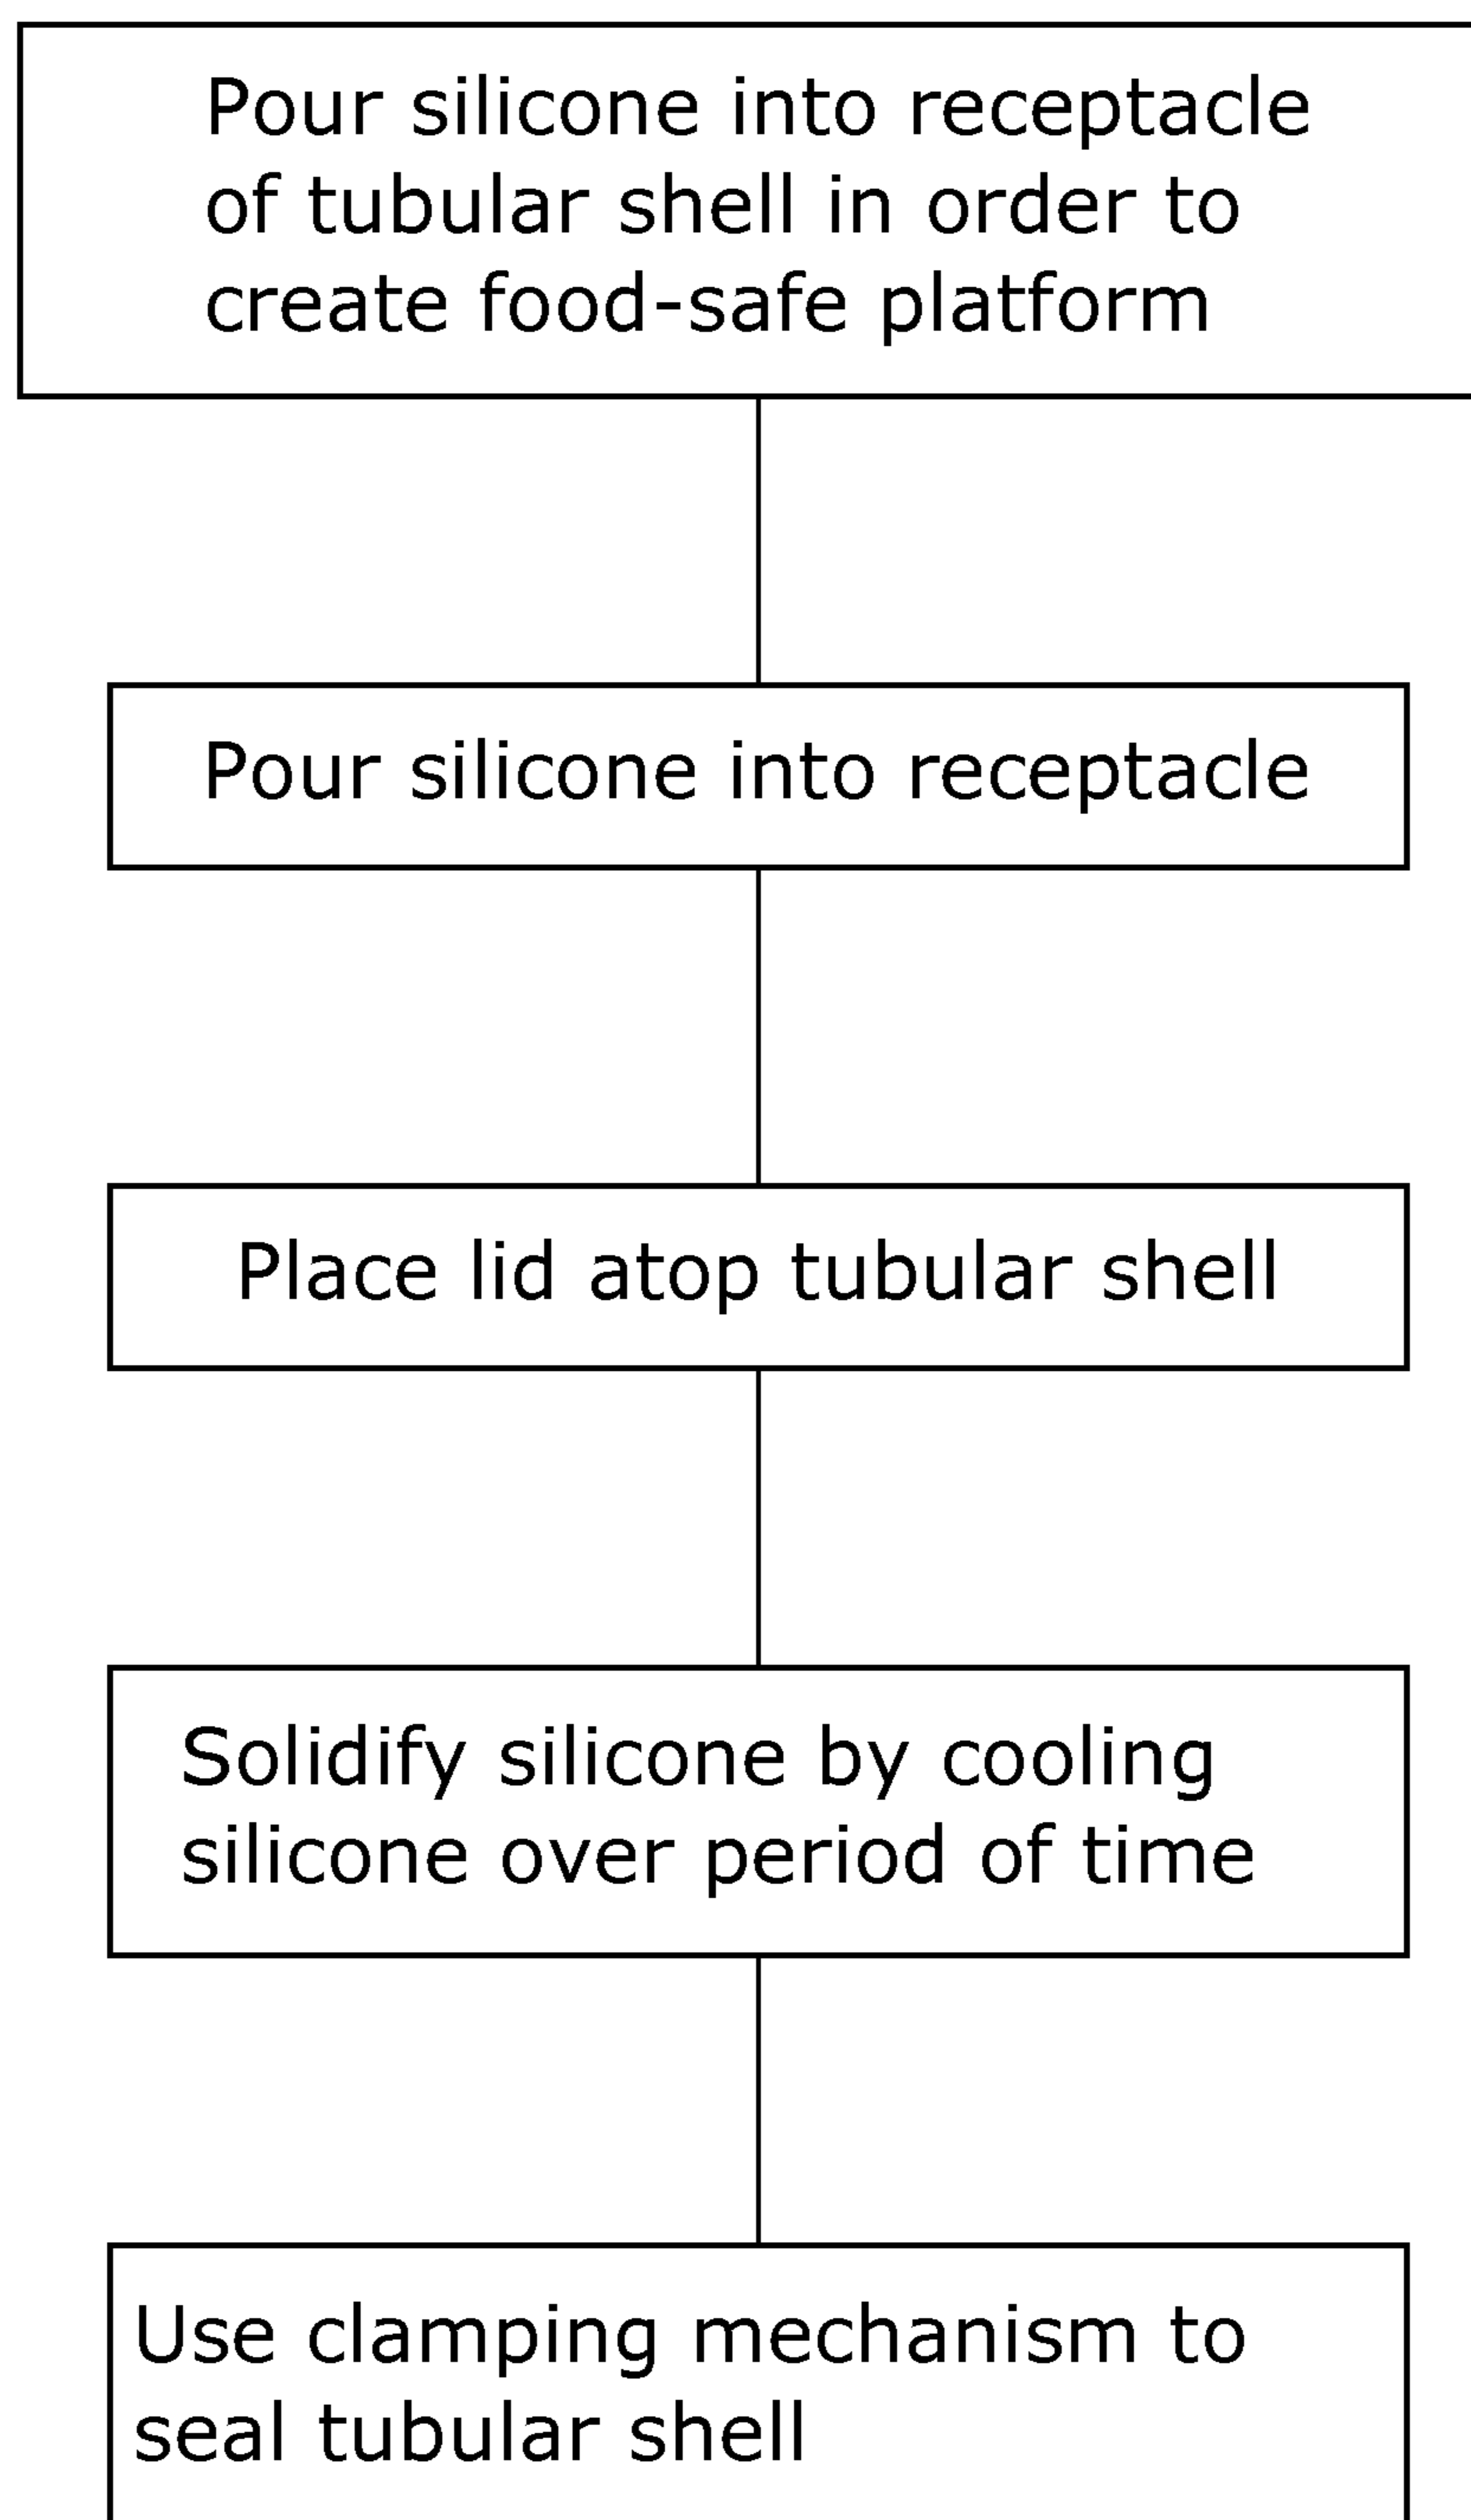 Pour silicone into receptacle
of tubular shell in order to
create food-safe platform
Pour silicone into receptacle
Place lid atop tubular shell
Solidify silicone by cooling
silicone over period of time
Use clamping mechanism to
seal tubular shell